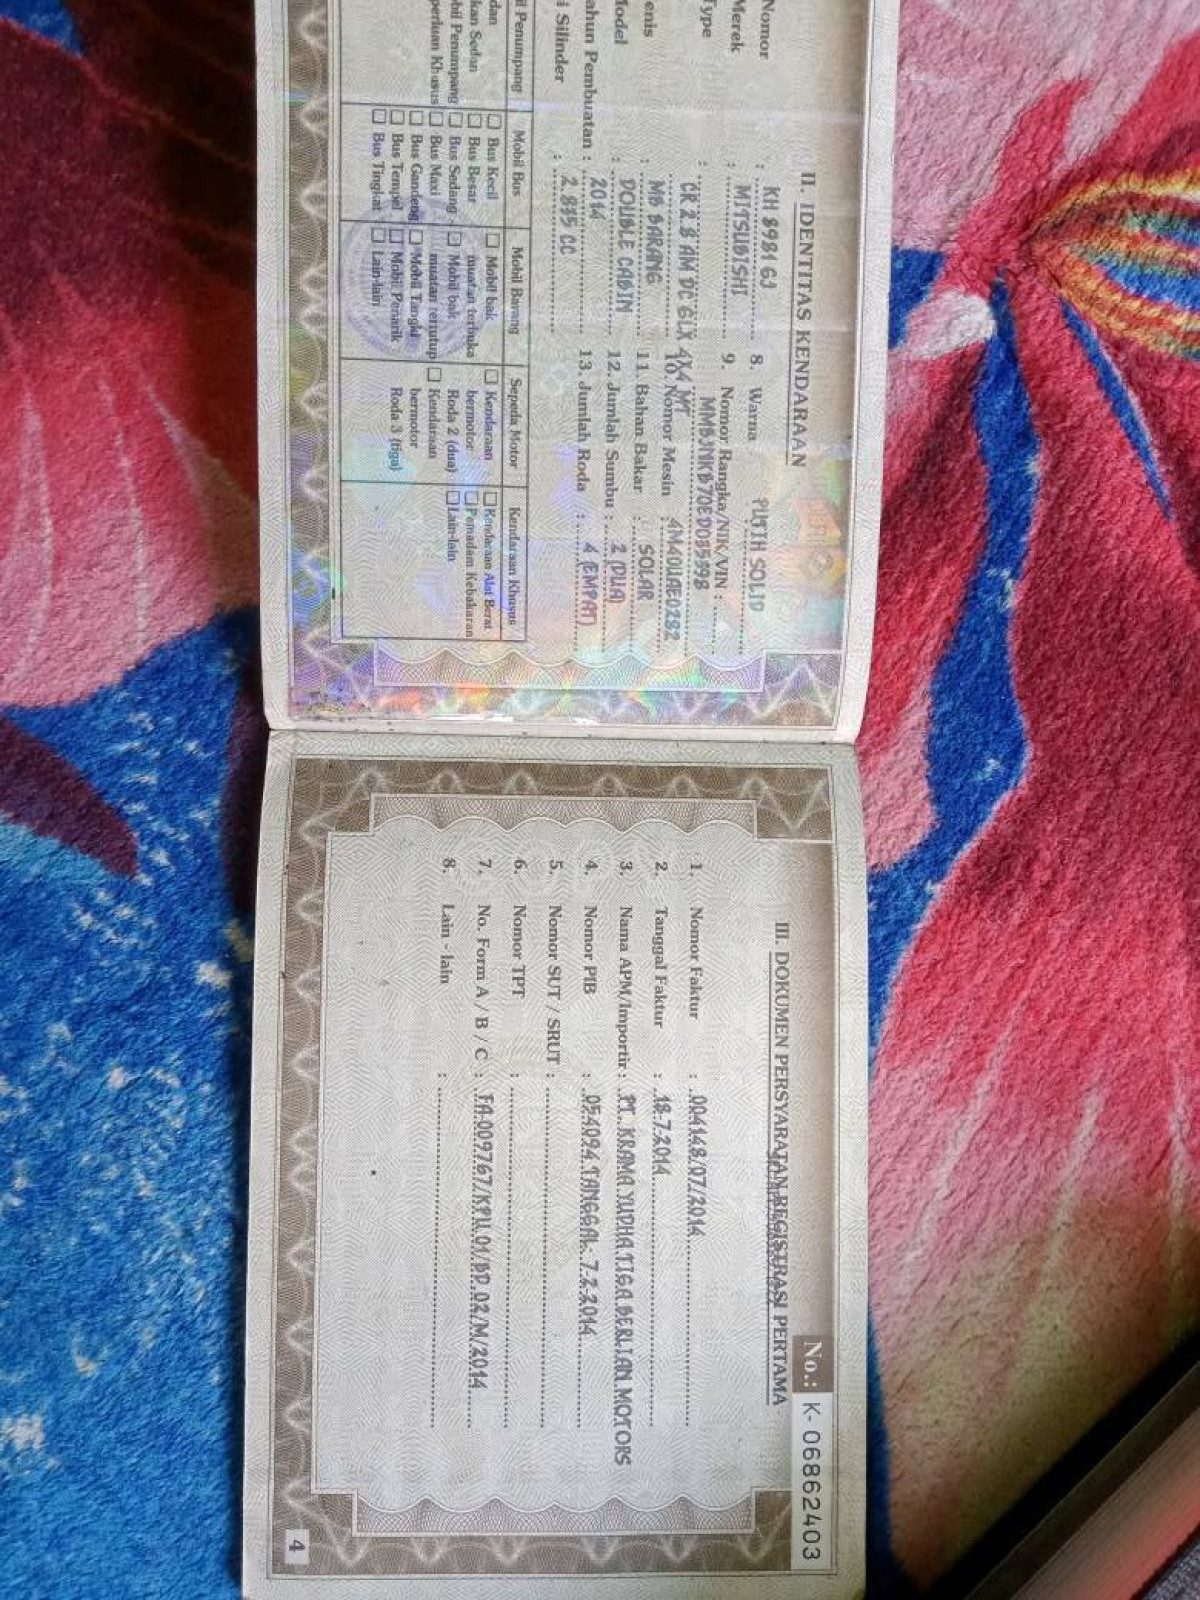 II. IDENTITAS KENDARAAN
Nomor : KH 8981 GJ
Merek : MITSUBISHI
Type : CR 2.8 AM DC GLX 4X4 MT
enis : MB BARANG
Model : DOUBLE CABIN
ahun Pembuatan : 2014
i Silinder : 2.835 CC
8. Warna PUTIH SOLID
9. Nomor Rangka/NIK/VIN :
10. Nomor Mesin : 4M40UAE0282
11. Bahan Bakar : SOLAR
12. Jumlah Sumbu : 2 (DUA)
13. Jumlah Roda : 4 (EMPAT)
il Penumpang
dan
kan Sedan
bil Penumpang
perluan Khusus
Mobil Bus
Bus Kecil
Bus Besar
Bus Sedang
Bus Maxi
Bus Gandeng
Bus Tempel
Bus Tingkat
Mobil Barang
Mobil bak
muatan terbuka
Mobil bak
muatan tertutup
Mobil Tangki
Mobil Penarik
Lain-lain
Sepeda Motor
Kendaraan
bermotor
Roda 2 (dua)
Kendaraan
bermotor
Roda 3 (tiga)
Kendaraan Khusus
Kendaraan Alat Berat
Pemadam Kebakaran
Lain-lain
No.: K-06862403
III. DOKUMEN PERSYARATAN REGISTRASI PERTAMA
1. Nomor Faktur : 004148/07/2014
2. Tanggal Faktur : 18.7.2014
3. Nama APM/Importir : PT. KRAMA YUDHA TIGA BERLIAN MOTORS
4. Nomor PIB : 054094 TANGGAL 7.2.2014
5. Nomor SUT / SRUT :
6. Nomor TPT :
7. No. Form A / B / C : FA.009767/KPU.01/BD.02/M/2014
8. Lain - lain :
4